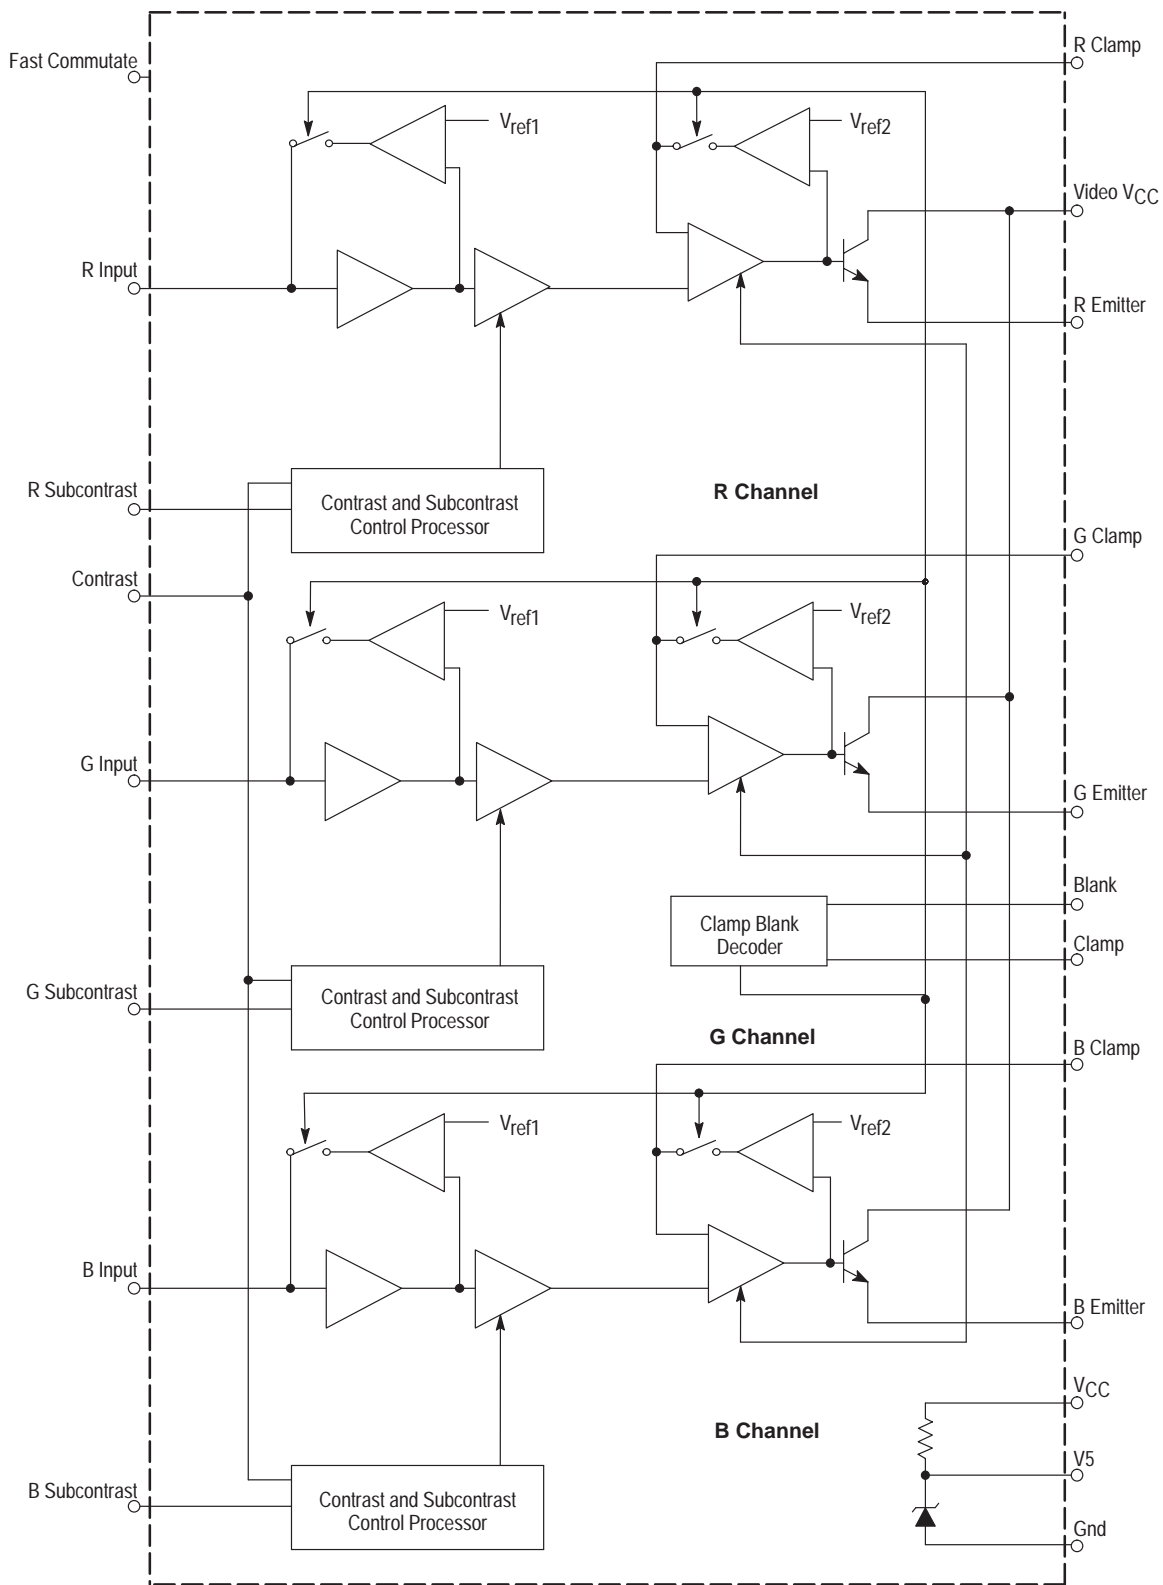 Fast Commutate
R Clamp
Vref1
Vref2
Video VCC
R Input
R Emitter
R Subcontrast
Contrast and Subcontrast
Control Processor
R Channel
G Clamp
Contrast
Vref1
Vref2
G Input
G Emitter
Blank
Clamp Blank
Decoder
Clamp
G Subcontrast
Contrast and Subcontrast
Control Processor
G Channel
B Clamp
Vref1
Vref2
B Input
B Emitter
VCC
B Channel
V5
B Subcontrast
Contrast and Subcontrast
Control Processor
Gnd